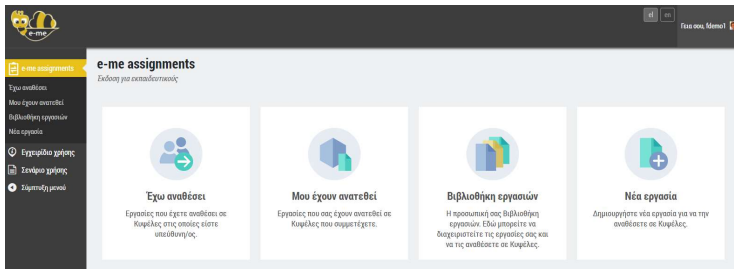 e-me
el en
Γεια σου, fdemo1
e-me assignments
Έχω αναθέσει
Μου έχουν ανατεθεί
Βιβλιοθήκη εργασιών
Νέα εργασία
Εγχειρίδιο χρήσης
Σενάριο χρήσης
Σύμπτυξη μενού
e-me assignments
Έκδοση για εκπαιδευτικούς
Έχω αναθέσει
Εργασίες που έχετε αναθέσει σε
Κυψέλες στις οποίες είστε
υπεύθυνη/ος.
Μου έχουν ανατεθεί
Εργασίες που σας έχουν ανατεθεί σε
Κυψέλες που συμμετέχετε.
Βιβλιοθήκη εργασιών
Η προσωπική σας Βιβλιοθήκη
εργασιών. Εδώ μπορείτε να
διαχειριστείτε τις εργασίες σας και
να τις αναθέσετε σε Κυψέλες.
Νέα εργασία
Δημιουργήστε νέα εργασία για να την
αναθέσετε σε Κυψέλες.